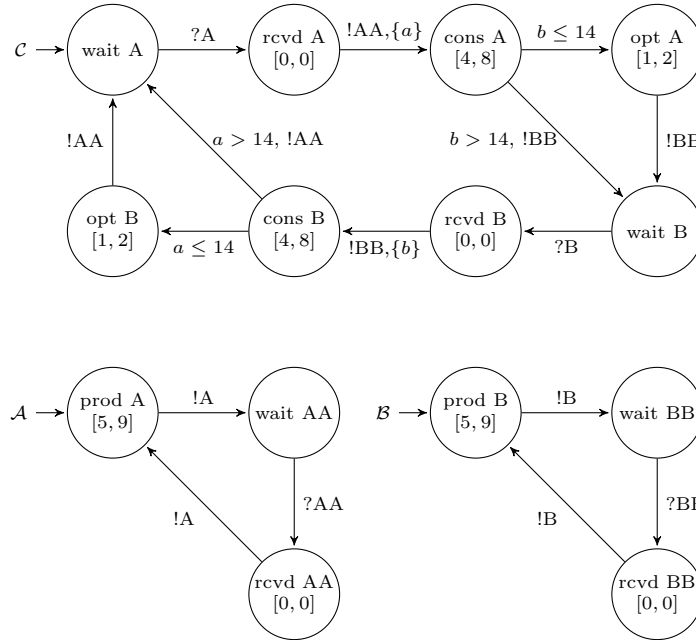 C
wait A
?A
rcvd A
[0, 0]
!AA,{a}
cons A
[4, 8]
b ≤ 14
opt A
[1, 2]
!AA
a > 14, !AA
b > 14, !BB
!BB
opt B
[1, 2]
a ≤ 14
cons B
[4, 8]
!BB,{b}
rcvd B
[0, 0]
?B
wait B
A
prod A
[5, 9]
!A
wait AA
?AA
!A
rcvd AA
[0, 0]
B
prod B
[5, 9]
!B
wait BB
?BB
!B
rcvd BB
[0, 0]